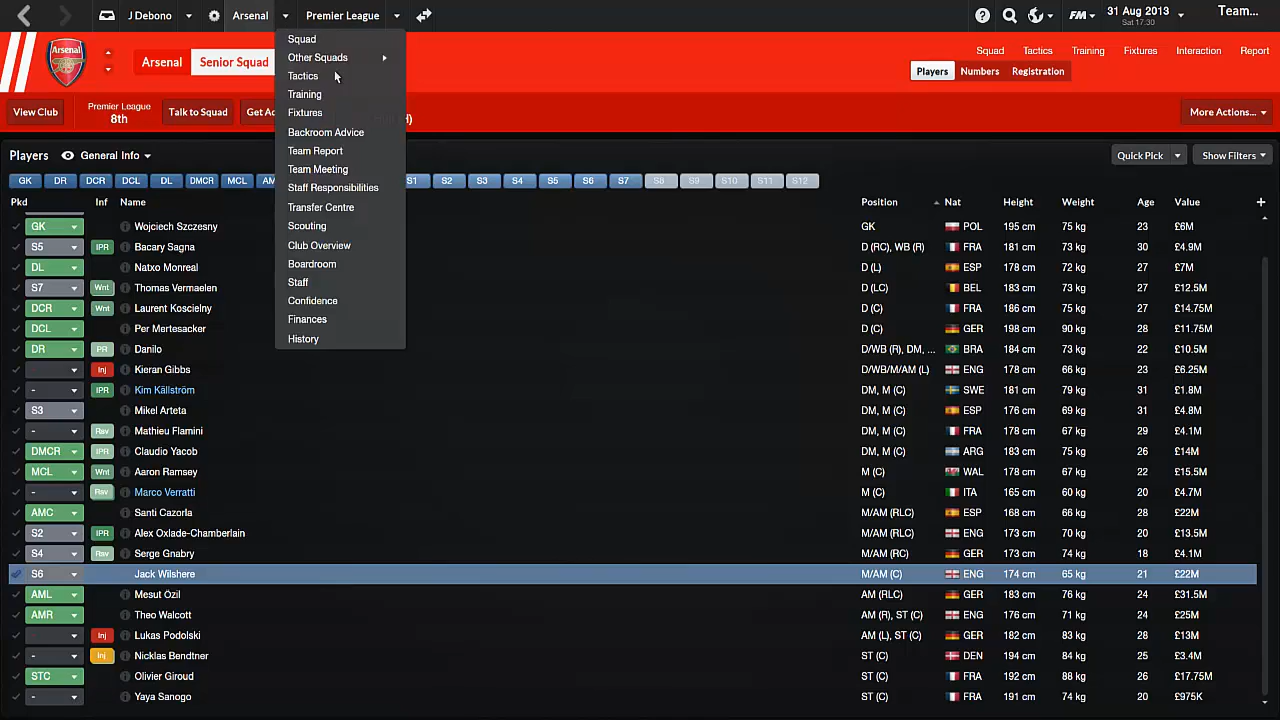 J Debono Arsenal Premier League FM 31 Aug 2013 Team...
Sat 17:30
Arsenal Arsenal Senior Squad Squad Tactics Training Fixtures Interaction Report
Players Numbers Registration
View Club Premier League Talk to Squad Get Ad H) More Actions...
8th
Squad
Other Squads
Tactics
Training
Fixtures
Backroom Advice
Team Report
Team Meeting
Staff Responsibilities
Transfer Centre
Scouting
Club Overview
Boardroom
Staff
Confidence
Finances
History
Players General Info Quick Pick Show Filters
GK DR DCR DCL DL DMCR MCL AM S1 S2 S3 S4 S5 S6 S7 S8 S9 S10 S11 S12
Pkd Inf Name Position Nat Height Weight Age Value
GK Wojciech Szczesny GK POL 195 cm 75 kg 23 £6M
S5 IPR Bacary Sagna D (RC), WB (R) FRA 181 cm 73 kg 30 £4.9M
DL Natxo Monreal D (L) ESP 178 cm 72 kg 27 £7M
S7 Wnt Thomas Vermaelen D (LC) BEL 183 cm 73 kg 27 £12.5M
DCR Wnt Laurent Koscielny D (C) FRA 186 cm 75 kg 27 £14.75M
DCL Per Mertesacker D (C) GER 198 cm 90 kg 28 £11.75M
DR PR Danilo D/WB (R), DM, ... BRA 184 cm 73 kg 22 £10.5M
Inj Kieran Gibbs D/WB/M/AM (L) ENG 178 cm 66 kg 23 £6.25M
- IPR Kim Källström DM, M (C) SWE 181 cm 79 kg 31 £1.8M
S3 Mikel Arteta DM, M (C) ESP 176 cm 69 kg 31 £4.8M
- Rsv Mathieu Flamini DM, M (C) FRA 178 cm 67 kg 29 £4.1M
DMCR IPR Claudio Yacob DM, M (C) ARG 181 cm 75 kg 26 £14M
MCL Wnt Aaron Ramsey M (C) WAL 178 cm 67 kg 22 £15.5M
- Rsv Marco Verratti M (C) ITA 165 cm 60 kg 20 £4.7M
AMC Santi Cazorla M/AM (RLC) ESP 168 cm 66 kg 28 £22M
S2 IPR Alex Oxlade-Chamberlain M/AM (RLC) ENG 173 cm 70 kg 20 £13.5M
S4 Rsv Serge Gnabry M/AM (RC) GER 173 cm 74 kg 18 £4.1M
S6 Jack Wilshere M/AM (C) ENG 174 cm 65 kg 21 £22M
AML Mesut Özil AM (RLC) GER 183 cm 76 kg 24 £31.5M
AMR Theo Walcott AM (R), ST (C) ENG 176 cm 71 kg 24 £25M
- Inj Lukas Podolski AM (L), ST (C) GER 182 cm 83 kg 28 £13M
- Inj Nicklas Bendtner ST (C) DEN 194 cm 84 kg 25 £3.4M
STC Olivier Giroud ST (C) FRA 192 cm 88 kg 26 £17.75M
- Yaya Sanogo ST (C) FRA 191 cm 74 kg 20 £975K